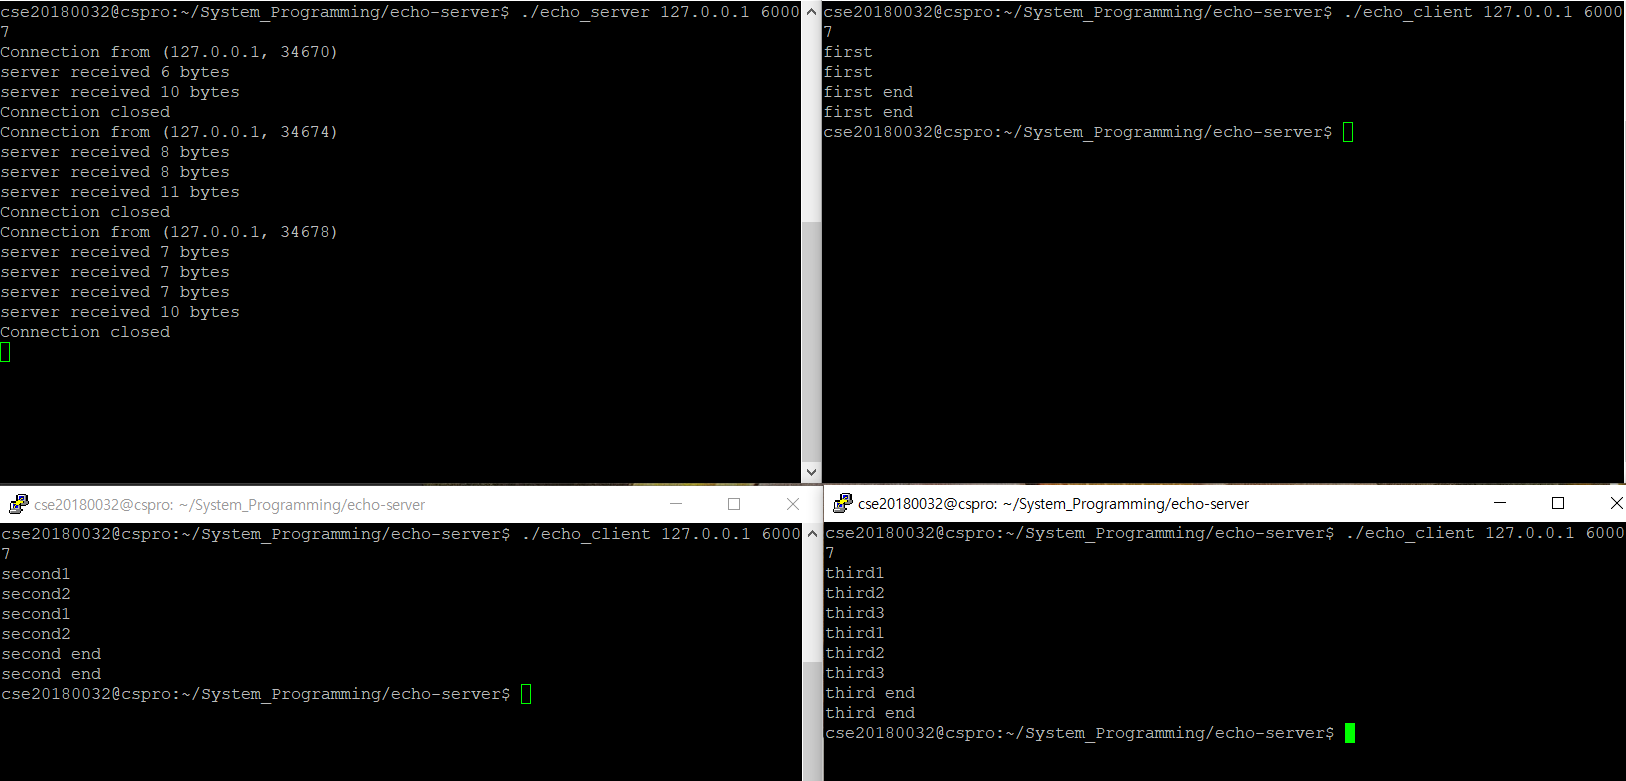 cse20180032@cspro:~/System_Programming/echo-server$ ./echo_server 127.0.0.1 6000
7
Connection from (127.0.0.1, 34670)
server received 6 bytes
server received 10 bytes
Connection closed
Connection from (127.0.0.1, 34674)
server received 8 bytes
server received 8 bytes
server received 11 bytes
Connection closed
Connection from (127.0.0.1, 34678)
server received 7 bytes
server received 7 bytes
server received 7 bytes
server received 10 bytes
Connection closed
cse20180032@cspro:~/System_Programming/echo-server$ ./echo_client 127.0.0.1 6000
7
first
first
first end
first end
cse20180032@cspro:~/System_Programming/echo-server$
cse20180032@cspro: ~/System_Programming/echo-server
cse20180032@cspro:~/System_Programming/echo-server$ ./echo_client 127.0.0.1 6000
7
second1
second2
second1
second2
second end
second end
cse20180032@cspro:~/System_Programming/echo-server$
cse20180032@cspro: ~/System_Programming/echo-server
cse20180032@cspro:~/System_Programming/echo-server$ ./echo_client 127.0.0.1 6000
7
third1
third2
third3
third1
third2
third3
third end
third end
cse20180032@cspro:~/System_Programming/echo-server$